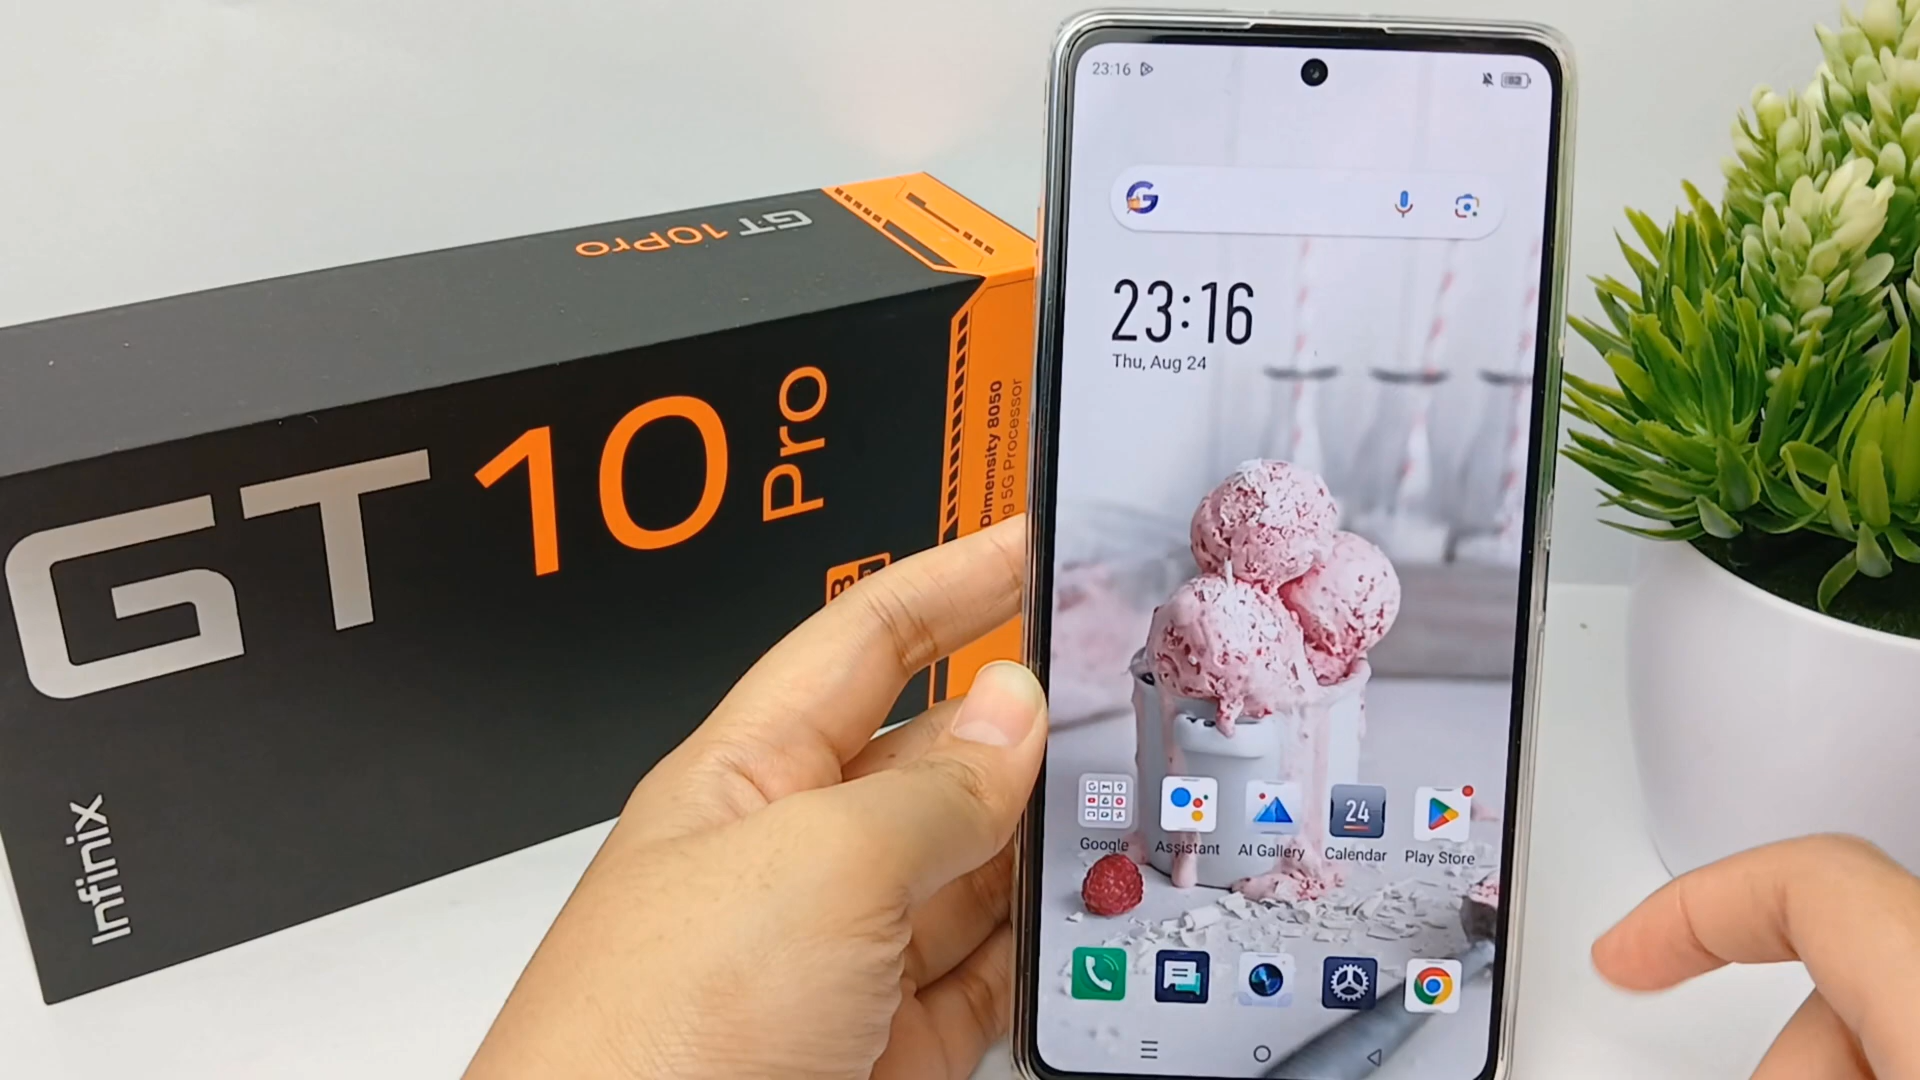 GT 10Pro
GT 10 Pro
Infinix
Dimensity 8050
5G Processor
23:16
23:16
Thu, Aug 24
Google
Assistant
AI Gallery
24
Calendar
Play Store